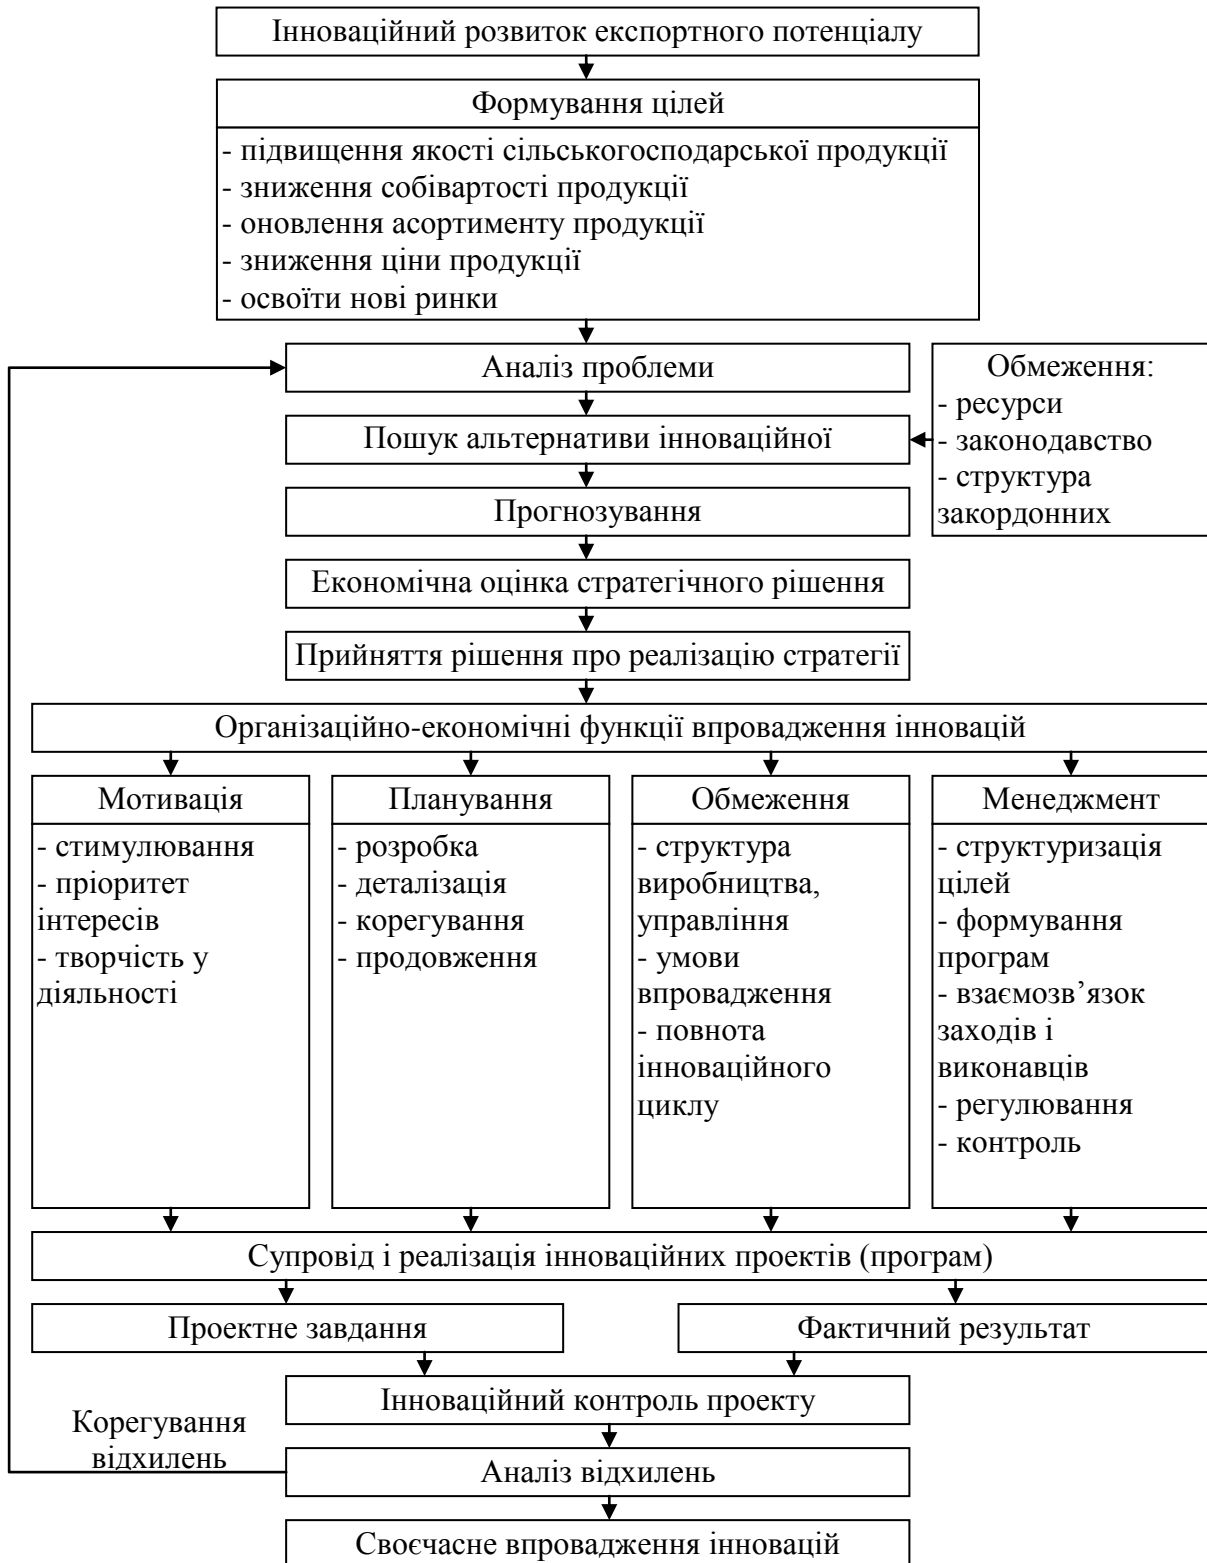 Інноваційний розвиток експортного потенціалу
Формування цілей
- підвищення якості сільськогосподарської продукції
- зниження собівартості продукції
- оновлення асортименту продукції
- зниження ціни продукції
- освоїти нові ринки
Аналіз проблеми
Обмеження:
- ресурси
- законодавство
- структура
закордонних
Пошук альтернативи інноваційної
Прогнозування
Економічна оцінка стратегічного рішення
Прийняття рішення про реалізацію стратегії
Організаційно-економічні функції впровадження інновацій
Мотивація
- стимулювання
- пріоритет
інтересів
- творчість у
діяльності
Планування
- розробка
- деталізація
- корегування
- продовження
Обмеження
- структура
виробництва,
управління
- умови
впровадження
- повнота
інноваційного
циклу
Менеджмент
- структуризація
цілей
- формування
програм
- взаємозв’язок
заходів і
виконавців
- регулювання
- контроль
Супровід і реалізація інноваційних проектів (програм)
Проектне завдання
Фактичний результат
Інноваційний контроль проекту
Корегування
відхилень
Аналіз відхилень
Своєчасне впровадження інновацій